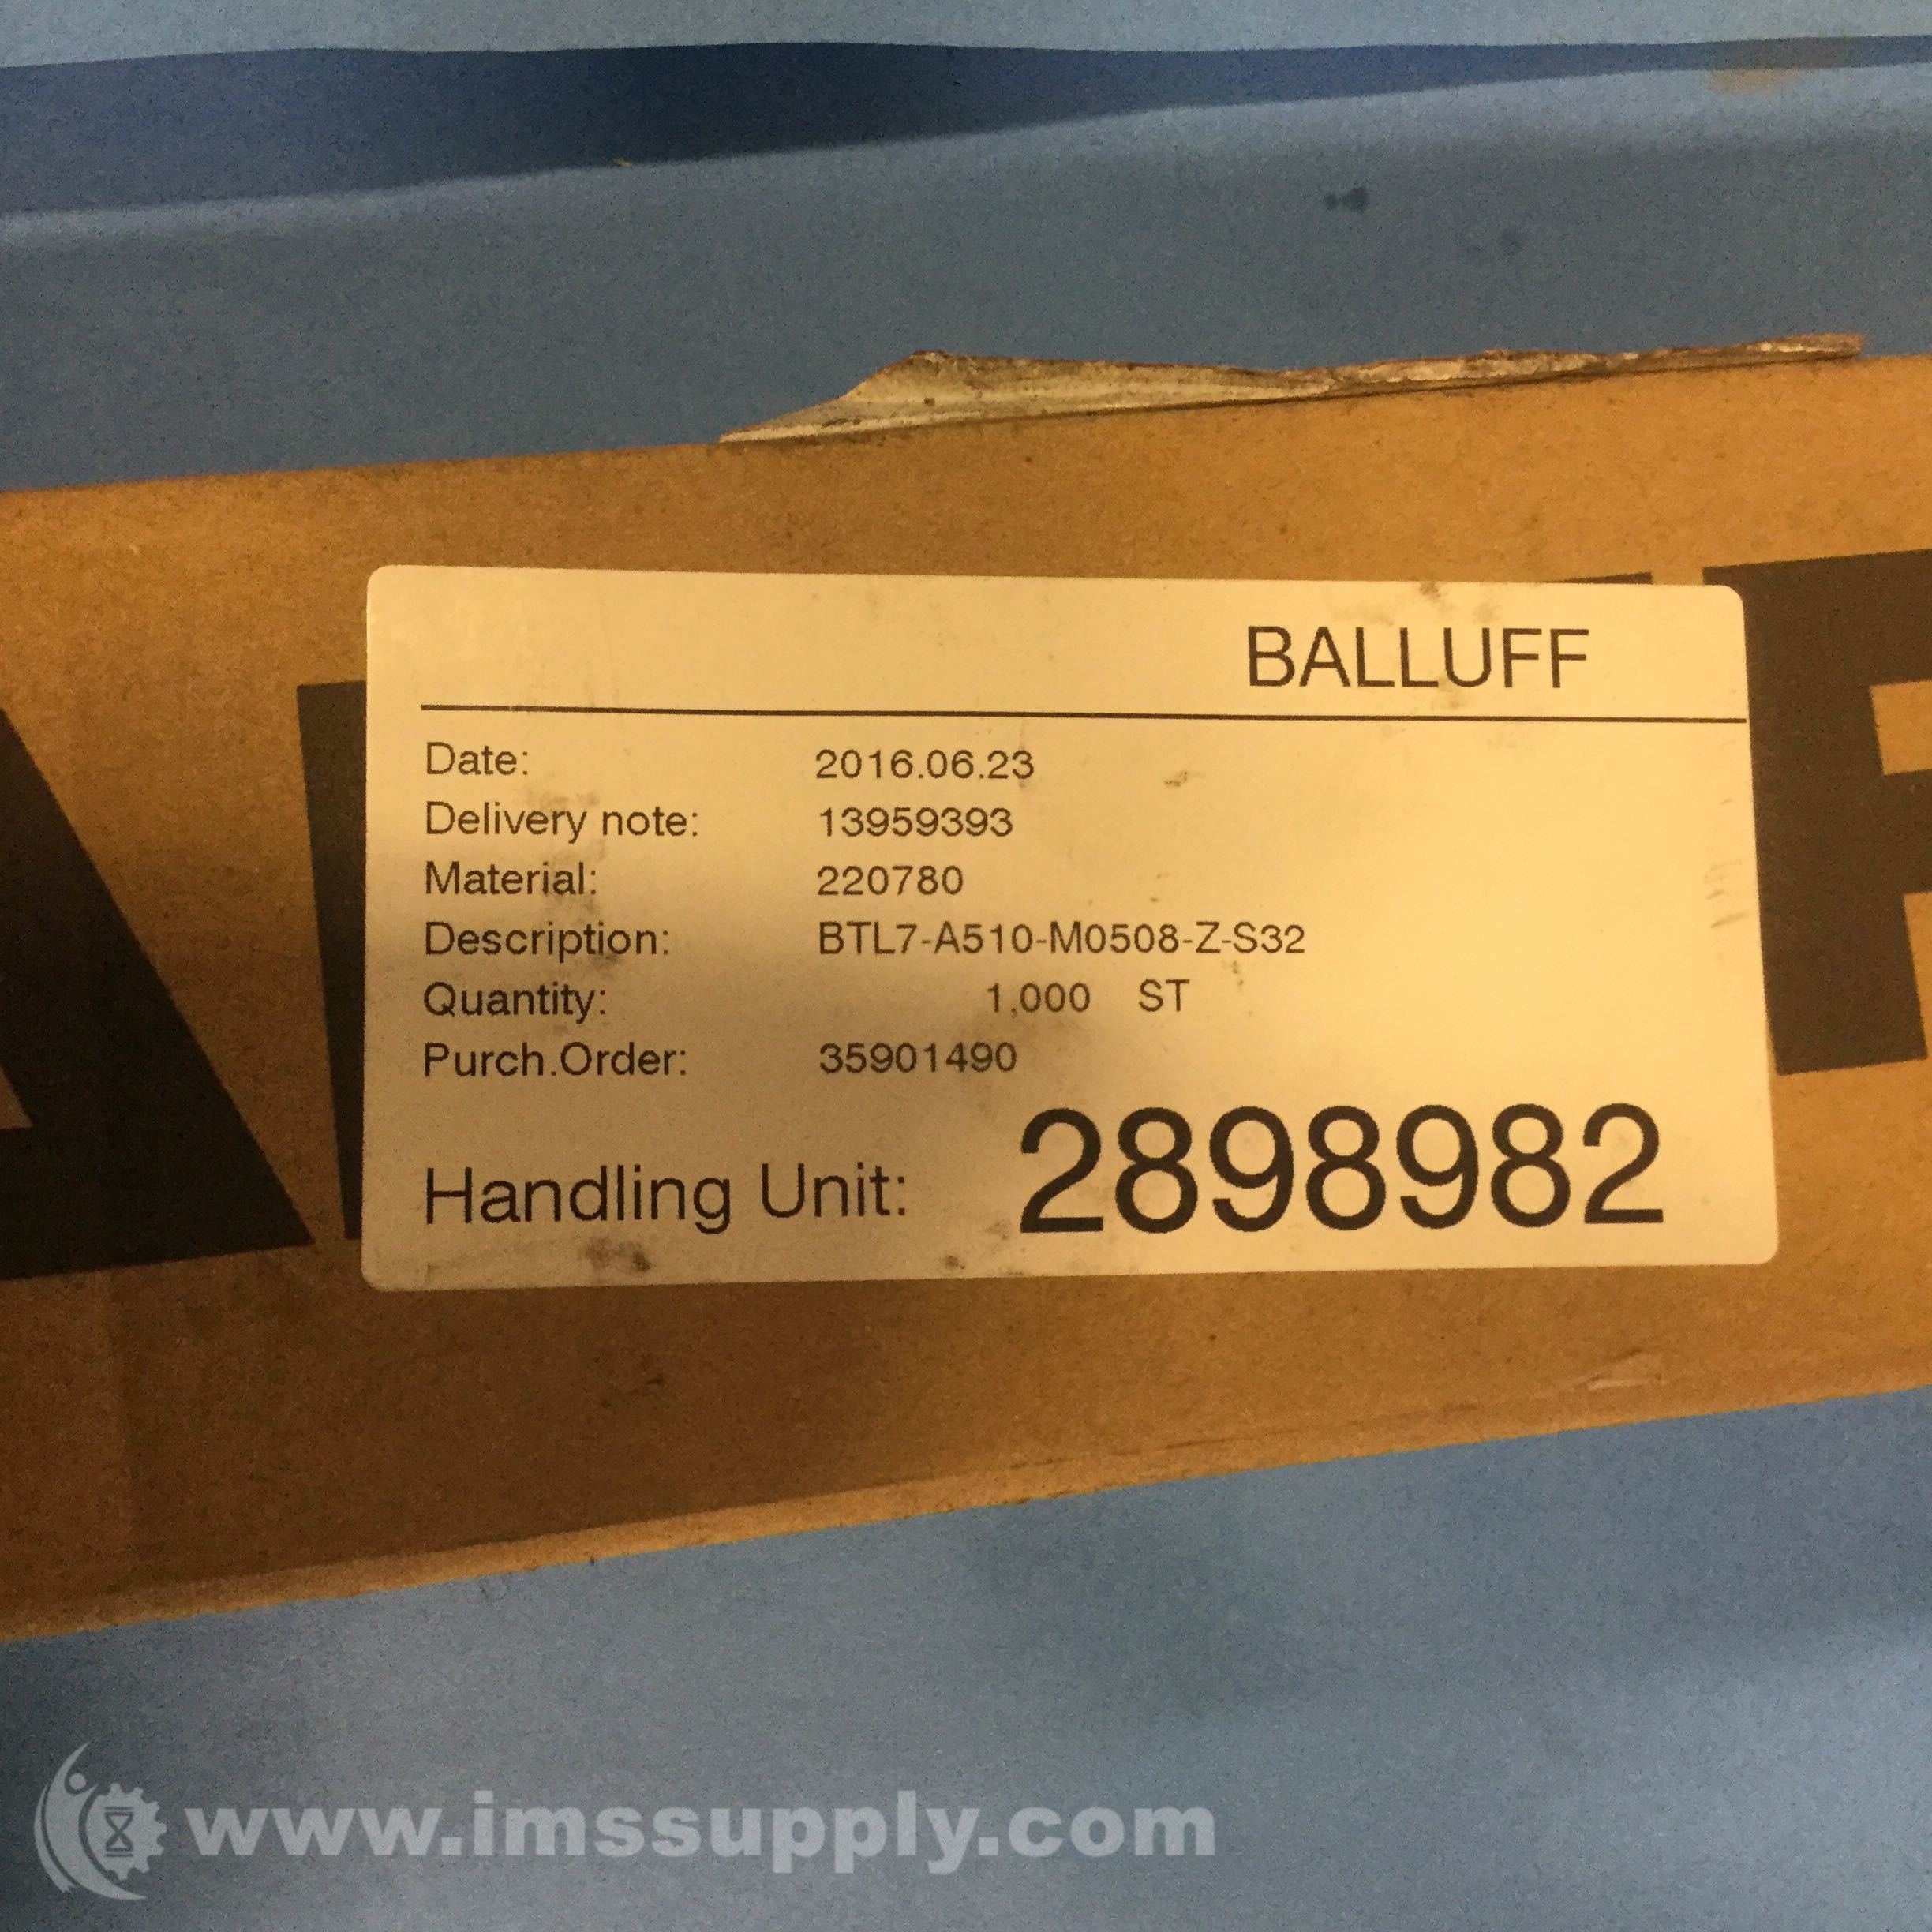 BALLUFF
Date: 2016.06.23
Delivery note: 13959393
Material: 220780
Description: BTL7-A510-M0508-Z-S32
Quantity: 1,000 ST
Purch.Order: 35901490
Handling Unit: 2898982
www.imssupply.com